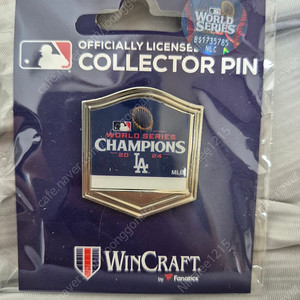 OFFICIALLY LICENSED
COLLECTOR PIN
WORLD
SERIES
WORLD SERIES
CHAMPIONS
20 24
LA
MLB
WINCRAFT
by Fanatics